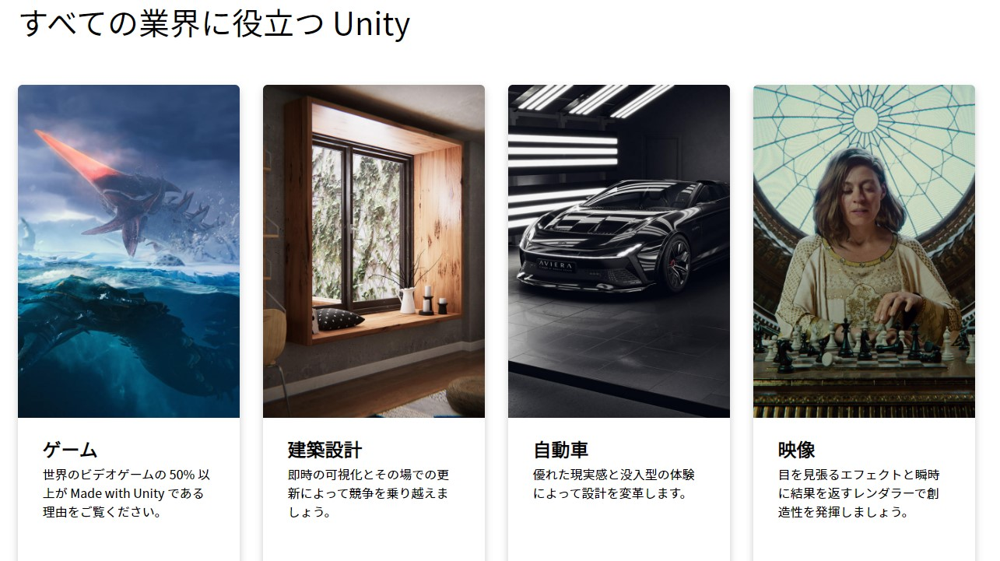 すべての業界に役立つ Unity
AVIERA
ゲーム
世界のビデオゲームの 50% 以
上が Made with Unity である
理由をご覧ください。
建築設計
即時の可視化とその場での更
新によって競争を乗り越えま
しょう。
自動車
優れた現実感と没入型の体験
によって設計を変革します。
映像
目を見張るエフェクトと瞬時
に結果を返すレンダラーで創
造性を発揮しましょう。